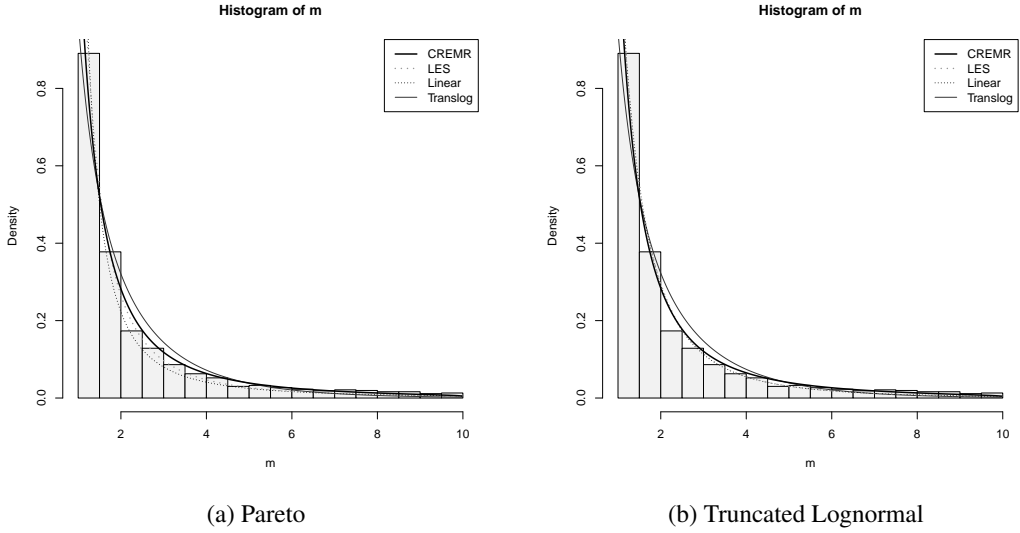 Histogram of m
CREMR
LES
Linear
Translog
Density
0.0
0.2
0.4
0.6
0.8
2 4 6 8 10
m
(a) Pareto
Histogram of m
CREMR
LES
Linear
Translog
Density
0.0
0.2
0.4
0.6
0.8
2 4 6 8 10
m
(b) Truncated Lognormal